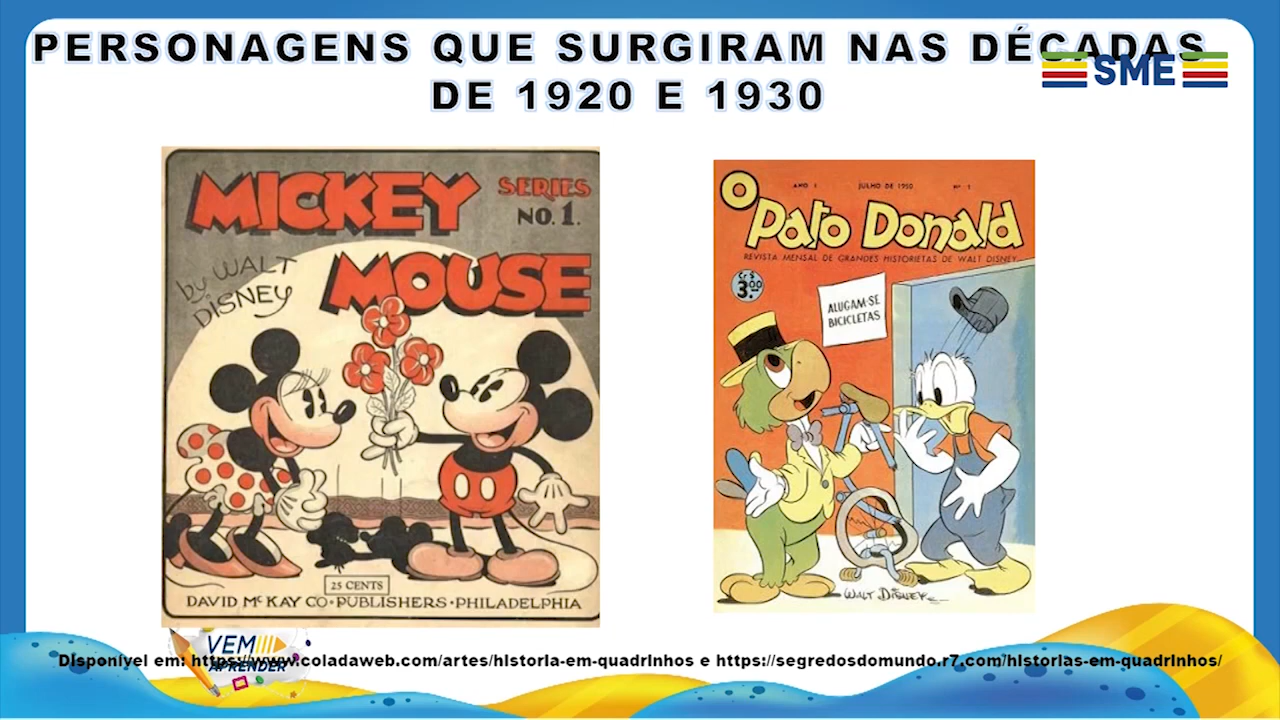 PERSONAGENS QUE SURGIRAM NAS DÉCADAS
DE 1920 E 1930
SME
MICKEY
SERIES
NO. 1.
by WALT
DISNEY
MOUSE
25 CENTS
DAVID McKAY CO • PUBLISHERS • PHILADELPHIA
ANO I JULHO DE 1950 Nº 1
O
Pato Donald
REVISTA MENSAL DE GRANDES HISTORIETAS DE WALT DISNEY
Cr.$
3.00
ALUGAM-SE
BICICLETAS
WALT DISNEY
VEM
APRENDER
Disponível em: https://www.coladaweb.com/artes/historia-em-quadrinhos e https://segredosdomundo.r7.com/historias-em-quadrinhos/